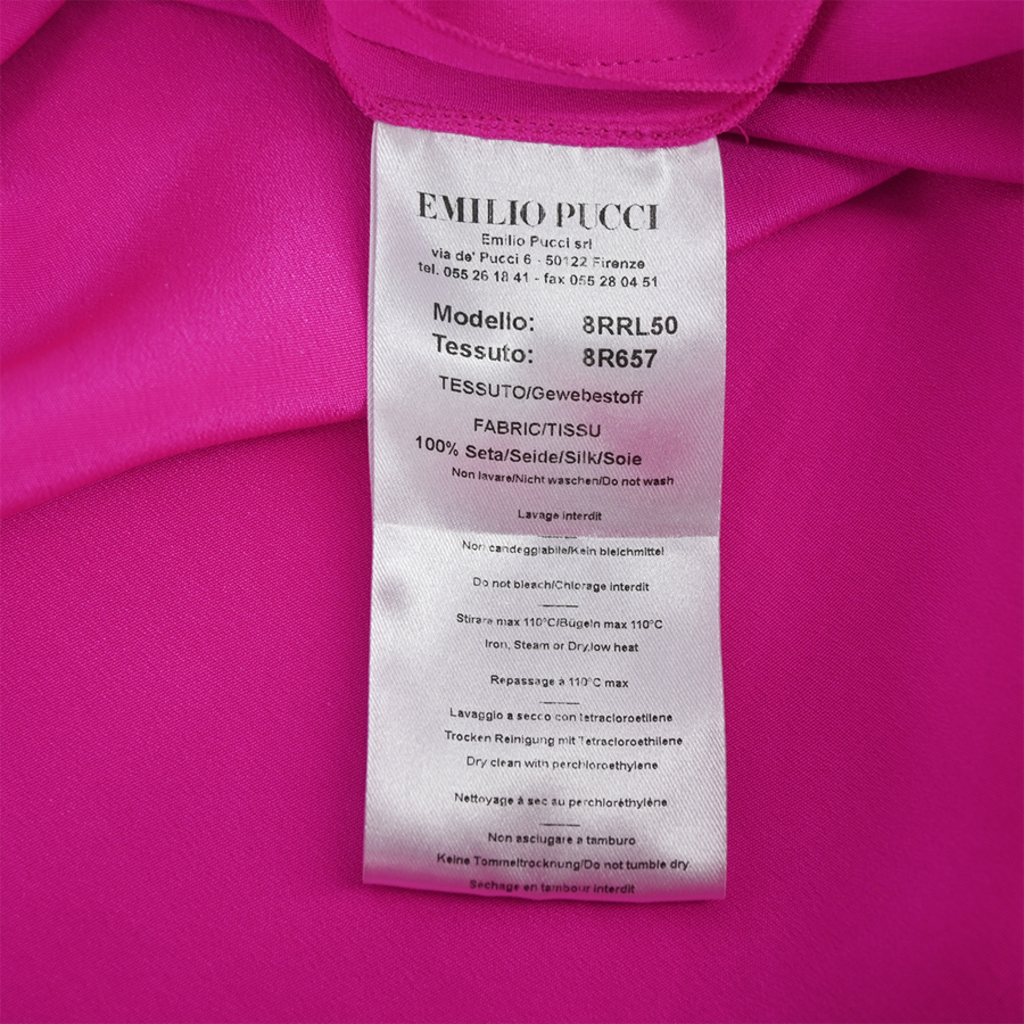 EMILIO PUCCI
Emilio Pucci srl
via de' Pucci 6 - 50122 Firenze
tel. 055 26 18 41 - fax 055 28 04 51
Modello: 8RRL50
Tessuto: 8R657
TESSUTO/Gewebestoff
FABRIC/TISSU
100% Seta/Seide/Silk/Soie
Non lavare/Nicht waschen/Do not wash
Lavage interdit
Non candeggiabile/Kein bleichmittel
Do not bleach/Chlorage interdit
Stirare max 110°C/Bügeln max 110°C
Iron, Steam or Dry,low heat
Repassage à 110°C max
Lavaggio a secco con tetracloroetilene
Trocken Reinigung mit Tetracloroethilene
Dry clean with perchloroethylene
Nettoyage à sec au perchloréthylène
Non asciugare a tamburo
Keine Tommeltrocknung/Do not tumble dry
Sechage en tambour interdit